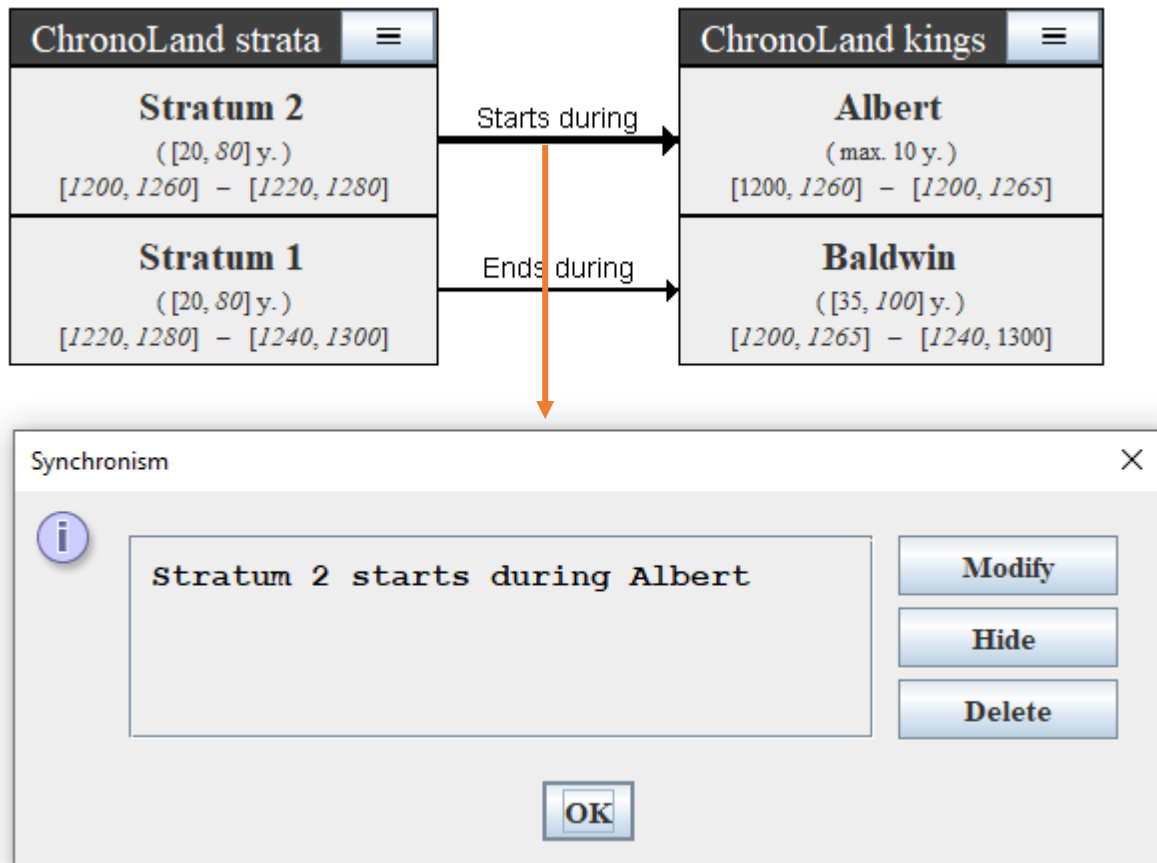 ChronoLand strata ≡
Stratum 2
( [20, 80] y. )
[1200, 1260] – [1220, 1280]
Stratum 1
( [20, 80] y. )
[1220, 1280] – [1240, 1300]
Starts during
Ends during
ChronoLand kings ≡
Albert
( max. 10 y. )
[1200, 1260] – [1200, 1265]
Baldwin
( [35, 100] y. )
[1200, 1265] – [1240, 1300]
Synchronism
i
Stratum 2 starts during Albert
Modify
Hide
Delete
OK